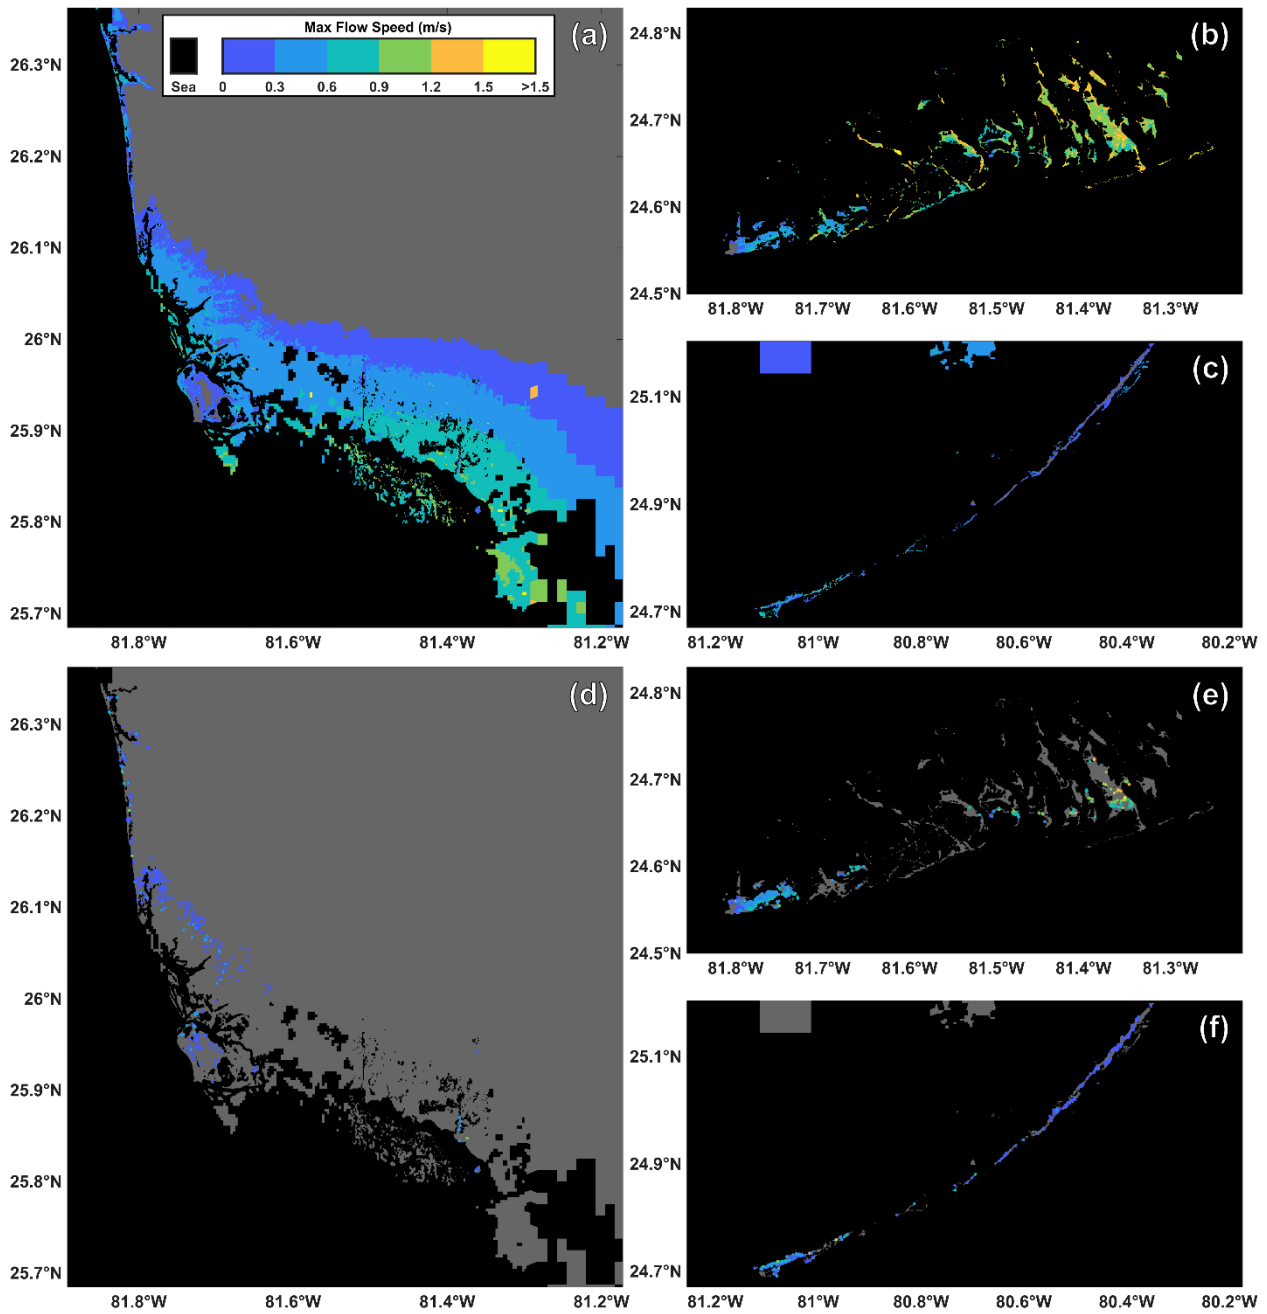 Max Flow Speed (m/s)
Sea 0 0.3 0.6 0.9 1.2 1.5 >1.5
(a)
26.3°N
26.2°N
26.1°N
26°N
25.9°N
25.8°N
25.7°N
81.8°W 81.6°W 81.4°W 81.2°W
(b)
24.8°N
24.7°N
24.6°N
24.5°N
81.8°W 81.7°W 81.6°W 81.5°W 81.4°W 81.3°W
(c)
25.1°N
24.9°N
24.7°N
81.2°W 81°W 80.8°W 80.6°W 80.4°W 80.2°W
(d)
26.3°N
26.2°N
26.1°N
26°N
25.9°N
25.8°N
25.7°N
81.8°W 81.6°W 81.4°W 81.2°W
(e)
24.8°N
24.7°N
24.6°N
24.5°N
81.8°W 81.7°W 81.6°W 81.5°W 81.4°W 81.3°W
(f)
25.1°N
24.9°N
24.7°N
81.2°W 81°W 80.8°W 80.6°W 80.4°W 80.2°W